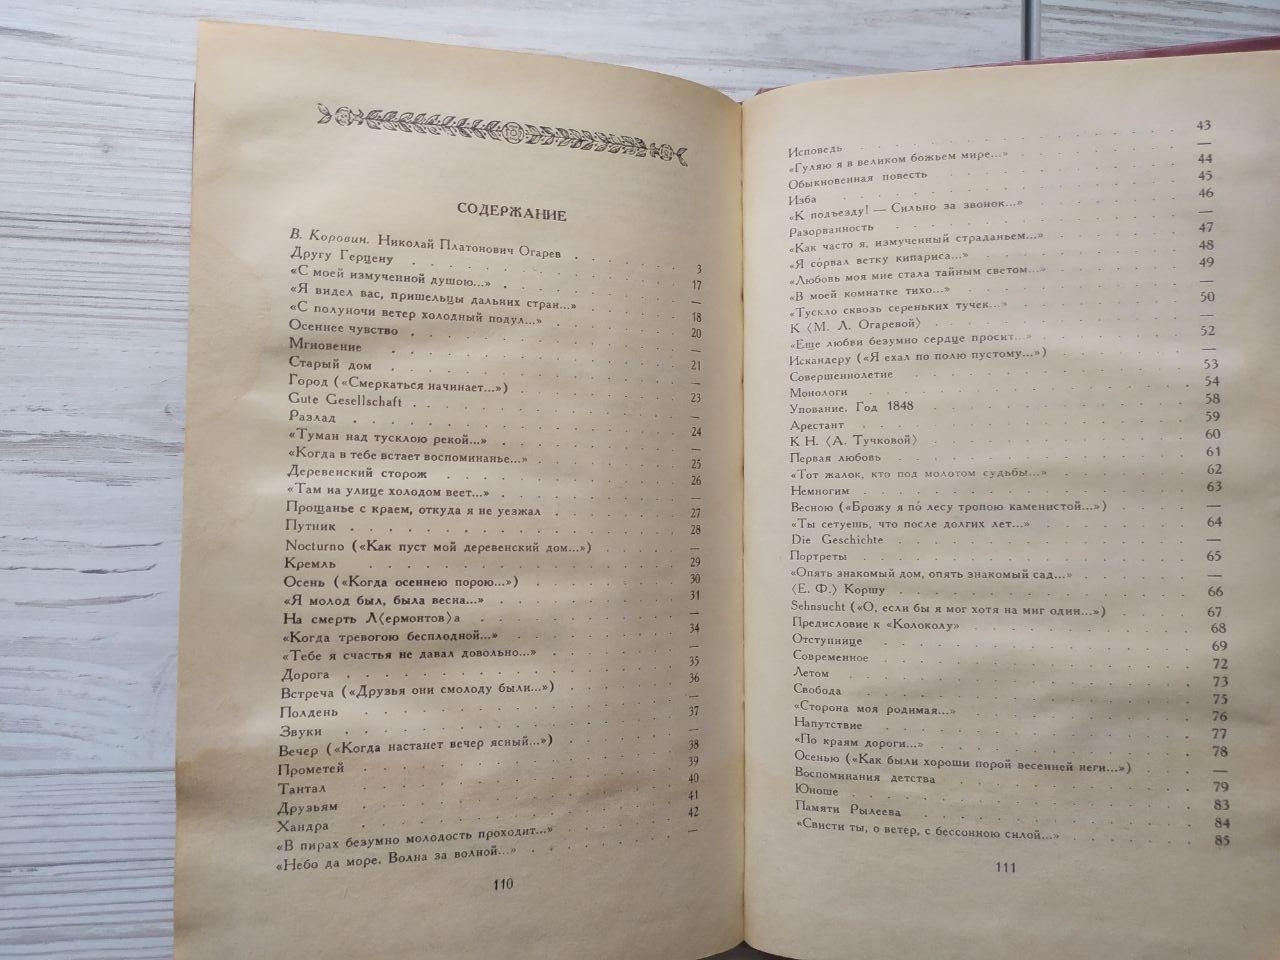 СОДЕРЖАНИЕ
В. Коровин. Николай Платонович Огарев . 3
Другу Герцену . . . . . . . . 17
«С моей измученной душою...» . . . . . —
«Я видел вас, пришельцы дальних стран...» . . . 18
«С полуночи ветер холодный подул...» . . . . 20
Осеннее чувство . . . . . . . . —
Мгновение . . . . . . . . 21
Старый дом . . . . . . . . —
Город («Смеркаться начинает...») . . . . . 23
Gute Gesellschaft . . . . . . . . —
Разлад . . . . . . . . 24
«Туман над тусклою рекой...» . . . . . —
«Когда в тебе встает воспоминанье...» . . . . 25
Деревенский сторож . . . . . . . 26
«Там на улице холодом веет...» . . . . . —
Прощанье с краем, откуда я не уезжал . . . . 27
Путник . . . . . . . . 28
Nocturno («Как пуст мой деревенский дом...») . . . —
Кремль . . . . . . . . 29
Осень («Когда осеннею порою...») . . . . . 30
«Я молод был, была весна...» . . . . . 31
На смерть Л〈ермонтов〉а . . . . . . —
«Когда тревогою бесплодной...» . . . . . 34
«Тебе я счастья не давал довольно...» . . . . —
Дорога . . . . . . . . 35
Встреча («Друзья они смолоду были...») . . . . 36
Полдень . . . . . . . . —
Звуки . . . . . . . . 37
Вечер («Когда настанет вечер ясный...») . . . . —
Прометей . . . . . . . . 38
Тантал . . . . . . . . 39
Друзьям . . . . . . . . 40
Хандра . . . . . . . . 41
«В пирах безумно молодость проходит...» . . . . 42
«Небо да море. Волна за волной...» . . . . —
110
Исповедь . . . . . . . . 43
«Гуляю я в великом божьем мире...» . . . . —
Обыкновенная повесть . . . . . . 44
Изба . . . . . . . . 45
«К подъезду! — Сильно за звонок...» . . . . 46
Разорванность . . . . . . . —
«Как часто я, измученный страданьем...» . . . . 47
«Я сорвал ветку кипариса...» . . . . . 48
«Любовь моя мне стала тайным светом...» . . . 49
«В моей комнатке тихо...» . . . . . —
«Тускло сквозь сереньких тучек...» . . . . 50
К 〈М. Л. Огаревой〉 . . . . . . —
«Еще любви безумно сердце просит...» . . . . 52
Искандеру («Я ехал по полю пустому...») . . . . —
Совершеннолетие . . . . . . . 53
Монологи . . . . . . . . 54
Упование. Год 1848 . . . . . . 58
Арестант . . . . . . . . 59
К Н. 〈А. Тучковой〉 . . . . . . 60
Первая любовь . . . . . . . 61
«Тот жалок, кто под молотом судьбы...» . . . . 62
Немногим . . . . . . . . 63
Весною («Брожу я по лесу тропою каменистой...») . . —
«Ты сетуешь, что после долгих лет...» . . . . 64
Die Geschichte . . . . . . . —
Портреты . . . . . . . . 65
«Опять знакомый дом, опять знакомый сад...» . . . —
〈Е. Ф.〉 Коршу . . . . . . . 66
Sehnsucht («О, если бы я мог хотя на миг один...») . . 67
Предисловие к «Колоколу» . . . . . 68
Отступнице . . . . . . . 69
Современное . . . . . . . 72
Летом . . . . . . . . 73
Свобода . . . . . . . . 75
«Сторона моя родимая...» . . . . . 76
Напутствие . . . . . . . 77
«По краям дороги...» . . . . . . 78
Осенью («Как были хороши порой весенней неги...») . —
Воспоминания детства . . . . . . 79
Юноше . . . . . . . . 83
Памяти Рылеева . . . . . . . 84
«Свисти ты, о ветер, с бессонною силой...» . . . 85
111